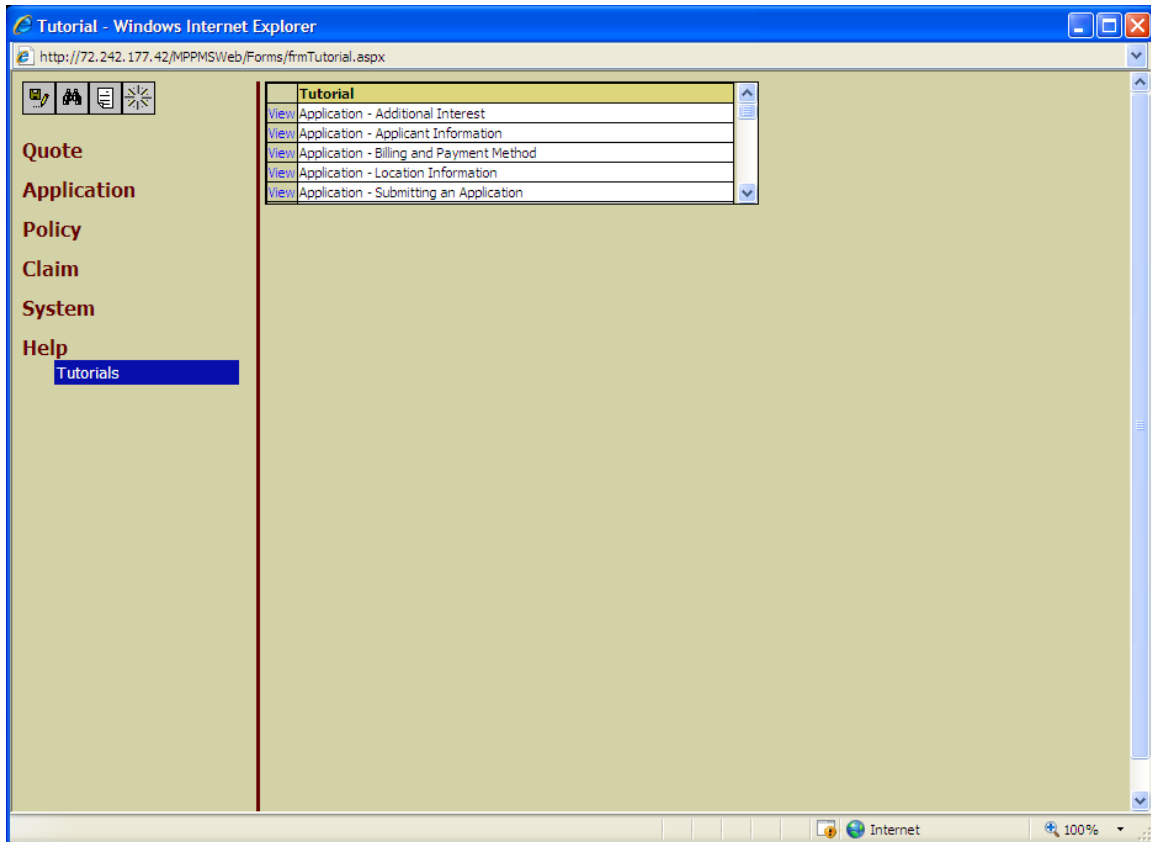 Tutorial - Windows Internet Explorer
http://72.242.177.42/MPPMSWeb/Forms/frmTutorial.aspx
Quote
Application
Policy
Claim
System
Help
Tutorials
Tutorial
View Application - Additional Interest
View Application - Applicant Information
View Application - Billing and Payment Method
View Application - Location Information
View Application - Submitting an Application
Internet
100%